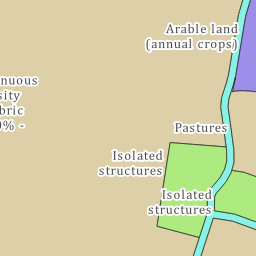 Arable land
(annual crops)
nuous
sity
bric
% -
Pastures
Isolated
structures
Isolated
structures